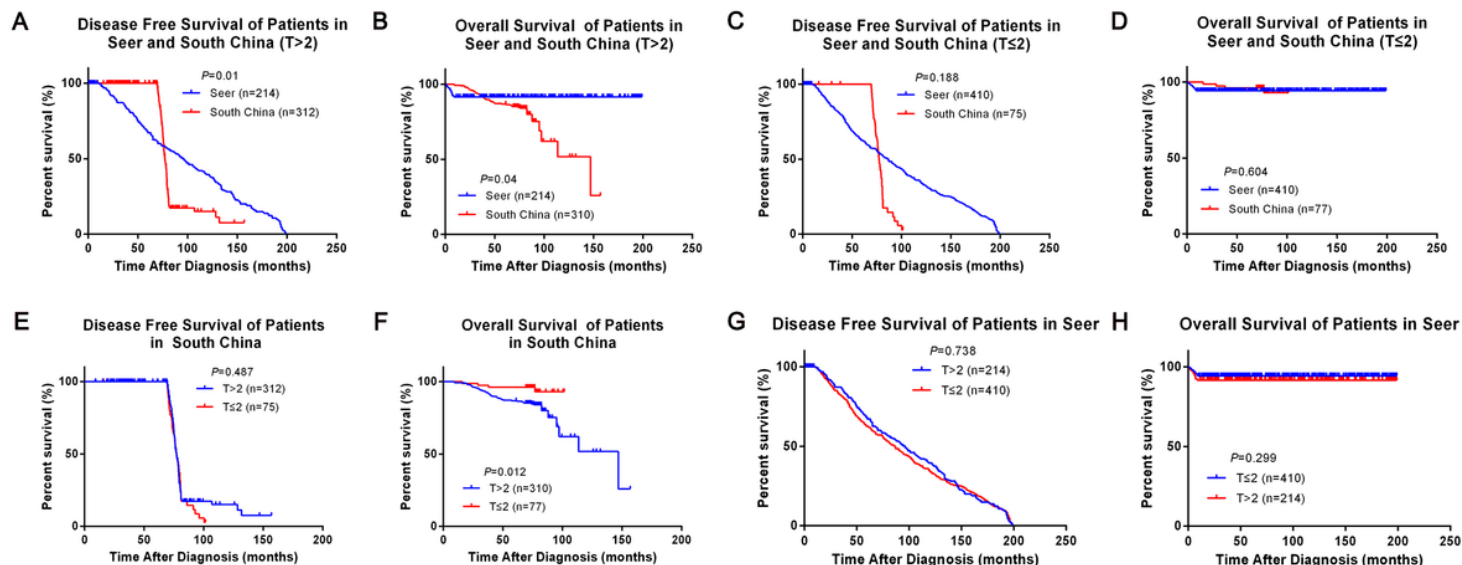 A
Disease Free Survival of Patients in
Seer and South China (T>2)
Percent survival (%)
100
50
0
P=0.01
Seer (n=214)
South China (n=312)
0 50 100 150 200 250
Time After Diagnosis (months)
B
Overall Survival of Patients in
Seer and South China (T>2)
Percent survival (%)
100
50
0
P=0.04
Seer (n=214)
South China (n=310)
0 50 100 150 200 250
Time After Diagnosis (months)
C
Disease Free Survival of Patients in
Seer and South China (T≤2)
Percent survival (%)
100
50
0
P=0.188
Seer (n=410)
South China (n=75)
0 50 100 150 200 250
Time After Diagnosis (months)
D
Overall Survival of Patients in
Seer and South China (T≤2)
Percent survival (%)
100
50
0
P=0.604
Seer (n=410)
South China (n=77)
0 50 100 150 200 250
Time After Diagnosis (months)
E
Disease Free Survival of Patients
in South China
Percent survival (%)
100
50
0
P=0.487
T>2 (n=312)
T≤2 (n=75)
0 50 100 150 200
Time After Diagnosis (months)
F
Overall Survival of Patients
in South China
Percent survival (%)
100
50
0
P=0.012
T>2 (n=310)
T≤2 (n=77)
0 50 100 150 200
Time After Diagnosis (months)
G
Disease Free Survival of Patients in Seer
Percent survival (%)
100
50
0
P=0.738
T>2 (n=214)
T≤2 (n=410)
0 50 100 150 200 250
Time After Diagnosis (months)
H
Overall Survival of Patients in Seer
Percent survival (%)
100
50
0
P=0.299
T≤2 (n=410)
T>2 (n=214)
0 50 100 150 200 250
Time After Diagnosis (months)